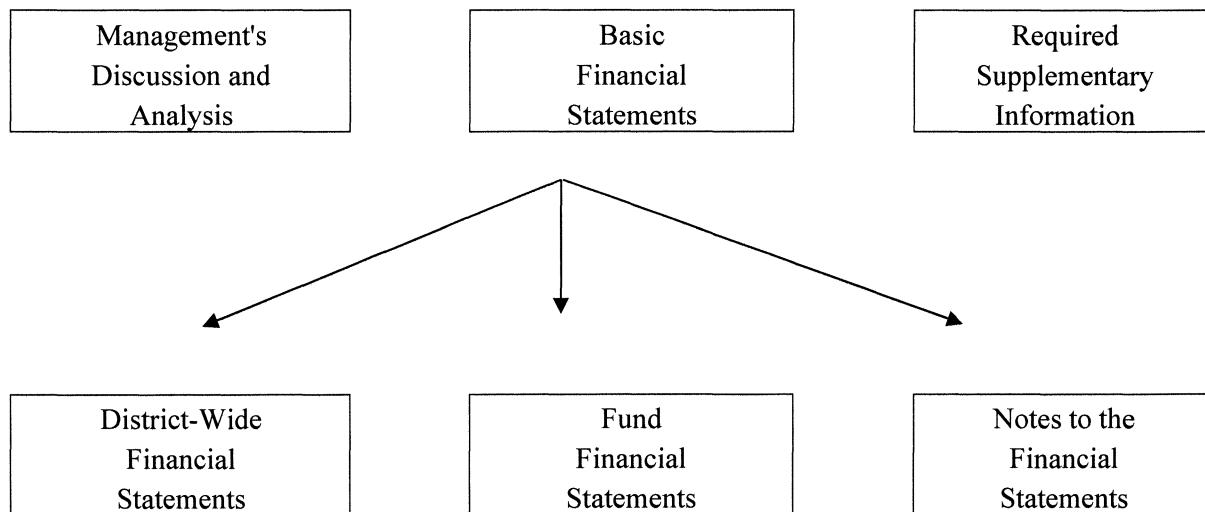 Management's
Discussion and
Analysis
Basic
Financial
Statements
Required
Supplementary
Information
District-Wide
Financial
Statements
Fund
Financial
Statements
Notes to the
Financial
Statements